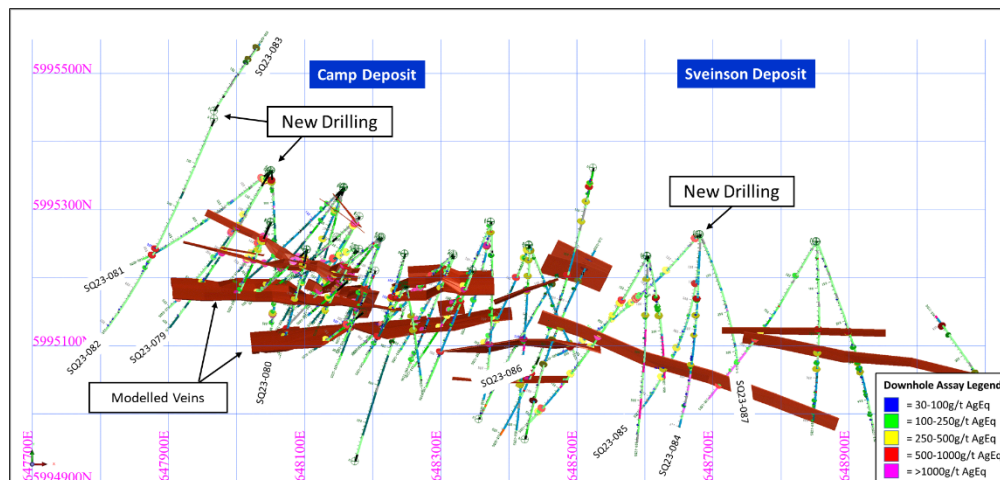 5995500N
SQ23-083
Camp Deposit
Sveinson Deposit
New Drilling
5995300N
New Drilling
SQ23-081
SQ23-082
SQ23-079
5995100N
SQ23-080
SQ23-086
Modelled Veins
SQ23-085
SQ23-084
SQ23-087
Downhole Assay Legend
= 30-100g/t AgEq
= 100-250g/t AgEq
= 250-500g/t AgEq
= 500-1000g/t AgEq
= >1000g/t AgEq
5994900N
647700E
647900E
648100E
648300E
648500E
648700E
648900E